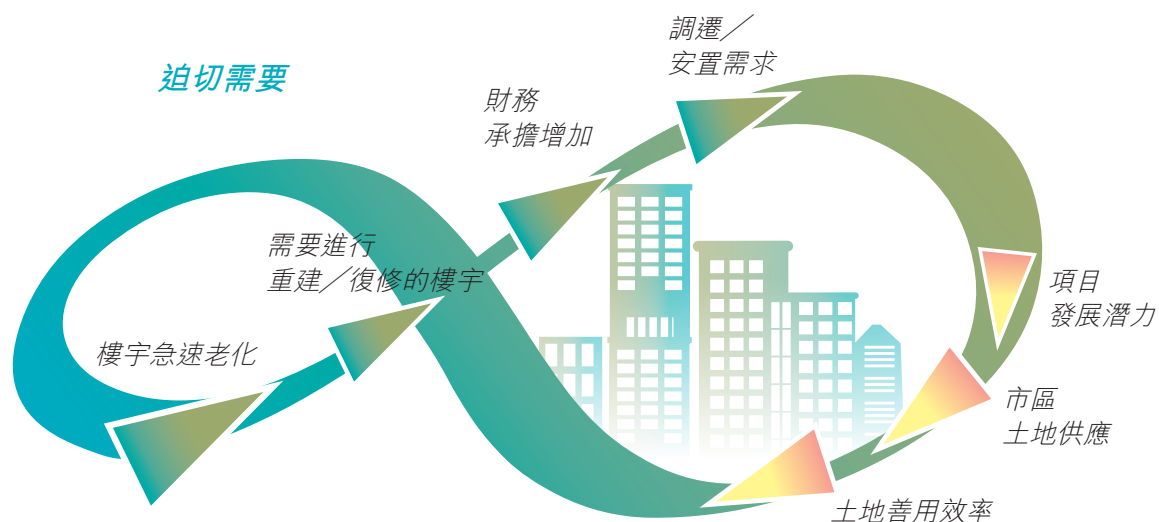 迫切需要
調遷／
安置需求
財務
承擔增加
需要進行
重建／復修的樓宇
樓宇急速老化
項目
發展潛力
市區
土地供應
土地善用效率